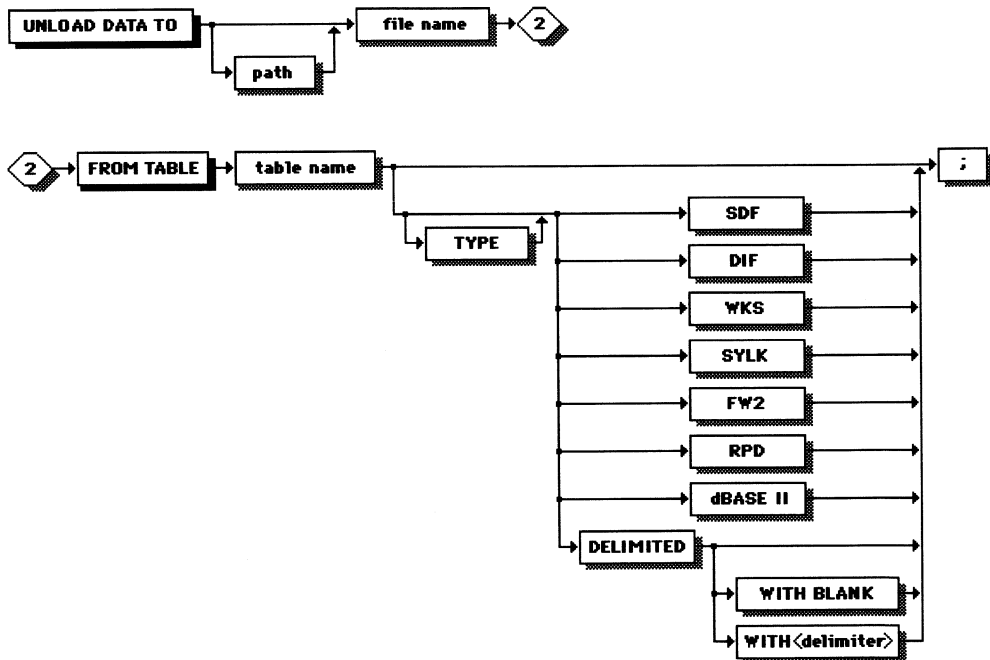 UNLOAD DATA TO
file name
2
path
2
FROM TABLE
table name
;
TYPE
SDF
DIF
WKS
SYLK
FW2
RPD
dBASE II
DELIMITED
WITH BLANK
WITH<delimiter>